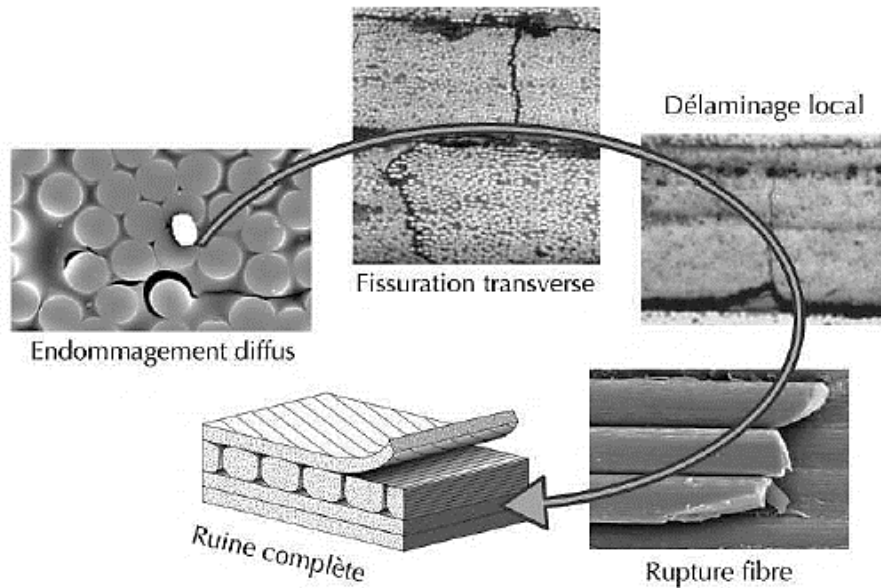 Délaminage local
Fissuration transverse
Endommagement diffus
Ruine complète
Rupture fibre